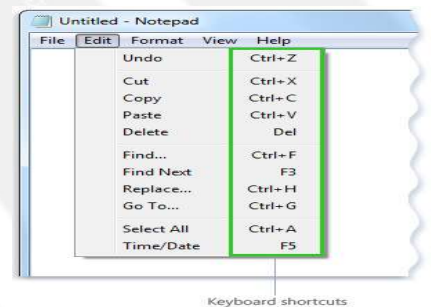 Untitled - Notepad
File Edit Format View Help
Undo Ctrl+Z
Cut Ctrl+X
Copy Ctrl+C
Paste Ctrl+V
Delete Del
Find... Ctrl+F
Find Next F3
Replace... Ctrl+H
Go To... Ctrl+G
Select All Ctrl+A
Time/Date F5
Keyboard shortcuts